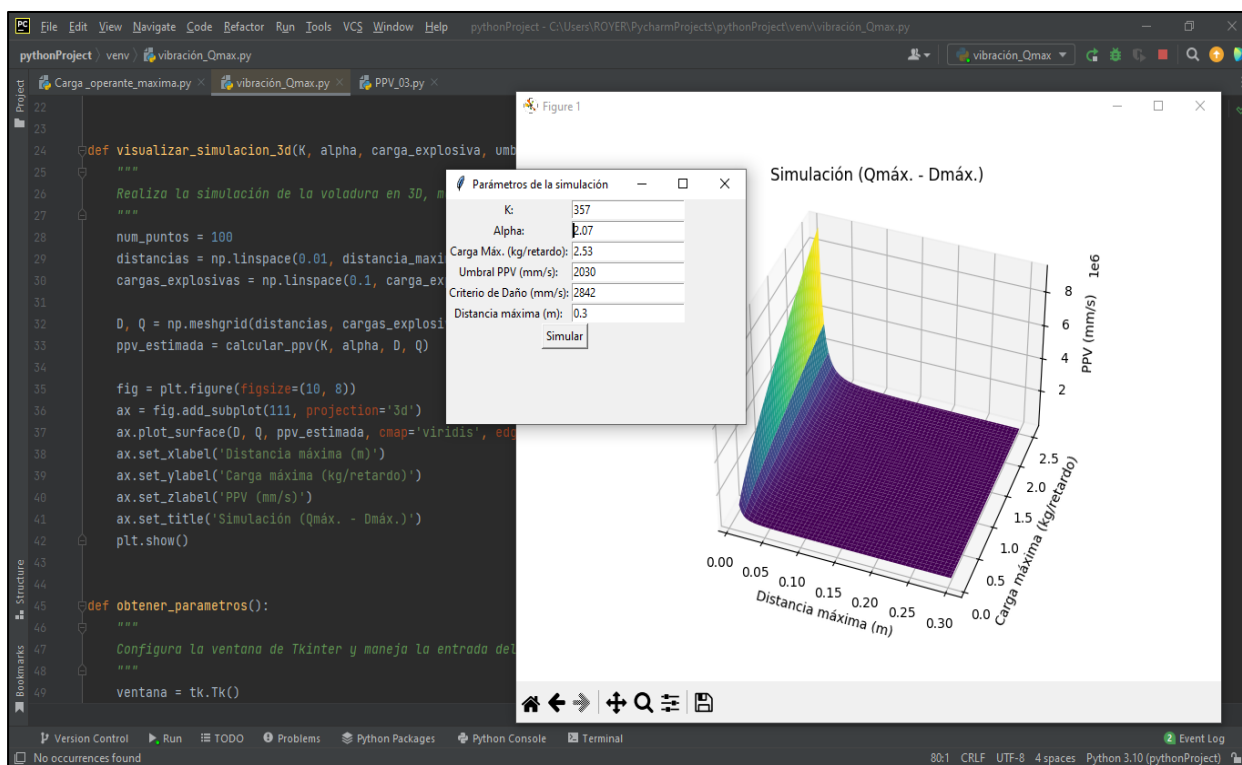 PC File Edit View Navigate Code Refactor Run Tools VCS Window Help pythonProject - C:\Users\ROYER\PycharmProjects\pythonProject\venv\vibración_Qmax.py
pythonProject venv vibración_Qmax.py vibración_Qmax
Carga_operante_maxima.py vibración_Qmax.py PPV_03.py
Project
22
23
24 def visualizar_simulacion_3d(K, alpha, carga_explosiva, umb
25 """
26 Realiza la simulación de la voladura en 3D, m
27 """
28 num_puntos = 100
29 distancias = np.linspace(0.01, distancia_maxi
30 cargas_explosivas = np.linspace(0.1, carga_ex
31
32 D, Q = np.meshgrid(distancias, cargas_explosi
33 ppv_estimada = calcular_ppv(K, alpha, D, Q)
34
35 fig = plt.figure(figsize=(10, 8))
36 ax = fig.add_subplot(111, projection='3d')
37 ax.plot_surface(D, Q, ppv_estimada, cmap='viridis', edg
38 ax.set_xlabel('Distancia máxima (m)')
39 ax.set_ylabel('Carga máxima (kg/retardo)')
40 ax.set_zlabel('PPV (mm/s)')
41 ax.set_title('Simulación (Qmáx. - Dmáx.)')
42 plt.show()
43
44
45 def obtener_parametros():
46 """
47 Configura la ventana de Tkinter y maneja la entrada del
48 """
49 ventana = tk.Tk()
Structure
Bookmarks
Parámetros de la simulación
K: 357
Alpha: 2.07
Carga Máx. (kg/retardo): 2.53
Umbral PPV (mm/s): 2030
Criterio de Daño (mm/s): 2842
Distancia máxima (m): 0.3
Simular
Figure 1
Simulación (Qmáx. - Dmáx.)
1e6
8
6
4
2
PPV (mm/s)
2.5
2.0
1.5
1.0
0.5
0.0
Carga máxima (kg/retardo)
0.00
0.05
0.10
0.15
0.20
0.25
0.30
Distancia máxima (m)
Version Control Run TODO Problems Python Packages Python Console Terminal 2 Event Log
No occurrences found 80:1 CRLF UTF-8 4 spaces Python 3.10 (pythonProject)